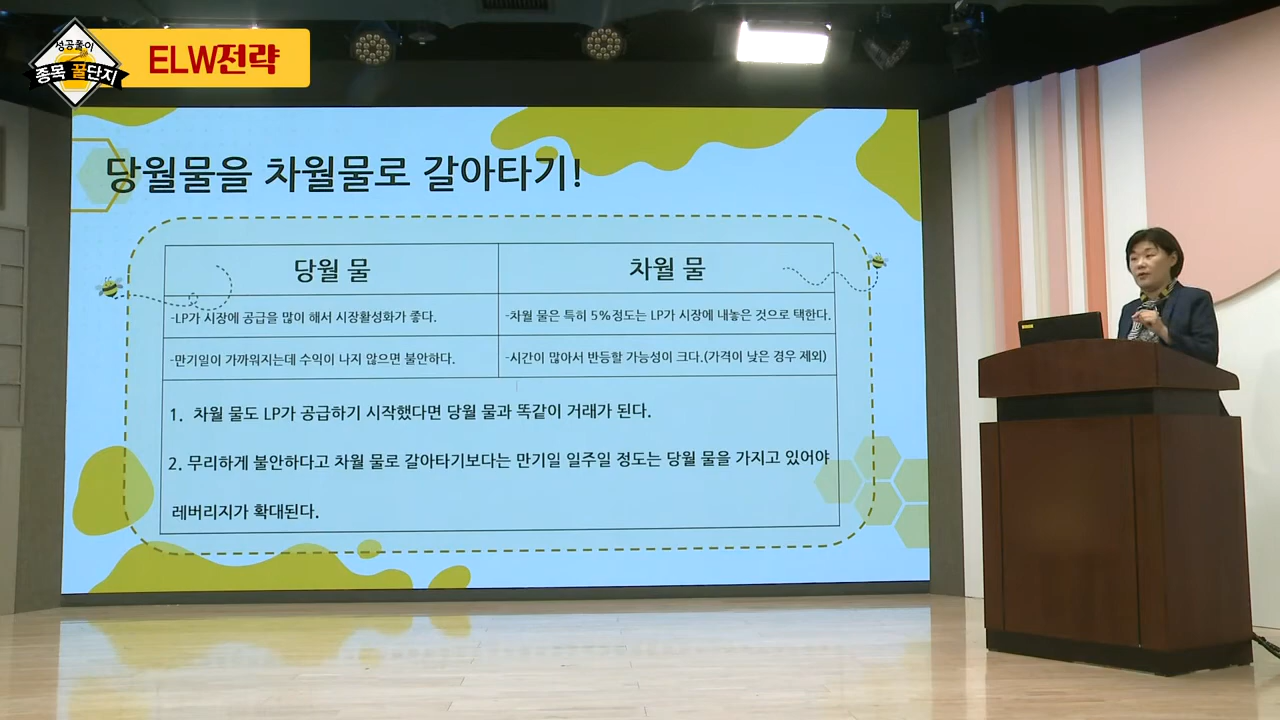 성공풀이
종목 꿀단지
ELW전략
당월물을 차월물로 갈아타기!
당월 물
차월 물
-LP가 시장에 공급을 많이 해서 시장활성화가 좋다.
-차월 물은 특히 5%정도는 LP가 시장에 내놓은 것으로 택한다.
-만기일이 가까워지는데 수익이 나지 않으면 불안하다.
-시간이 많아서 반등할 가능성이 크다.(가격이 낮은 경우 제외)
1. 차월 물도 LP가 공급하기 시작했다면 당월 물과 똑같이 거래가 된다.
2. 무리하게 불안하다고 차월 물로 갈아타기보다는 만기일 일주일 정도는 당월 물을 가지고 있어야
레버리지가 확대된다.